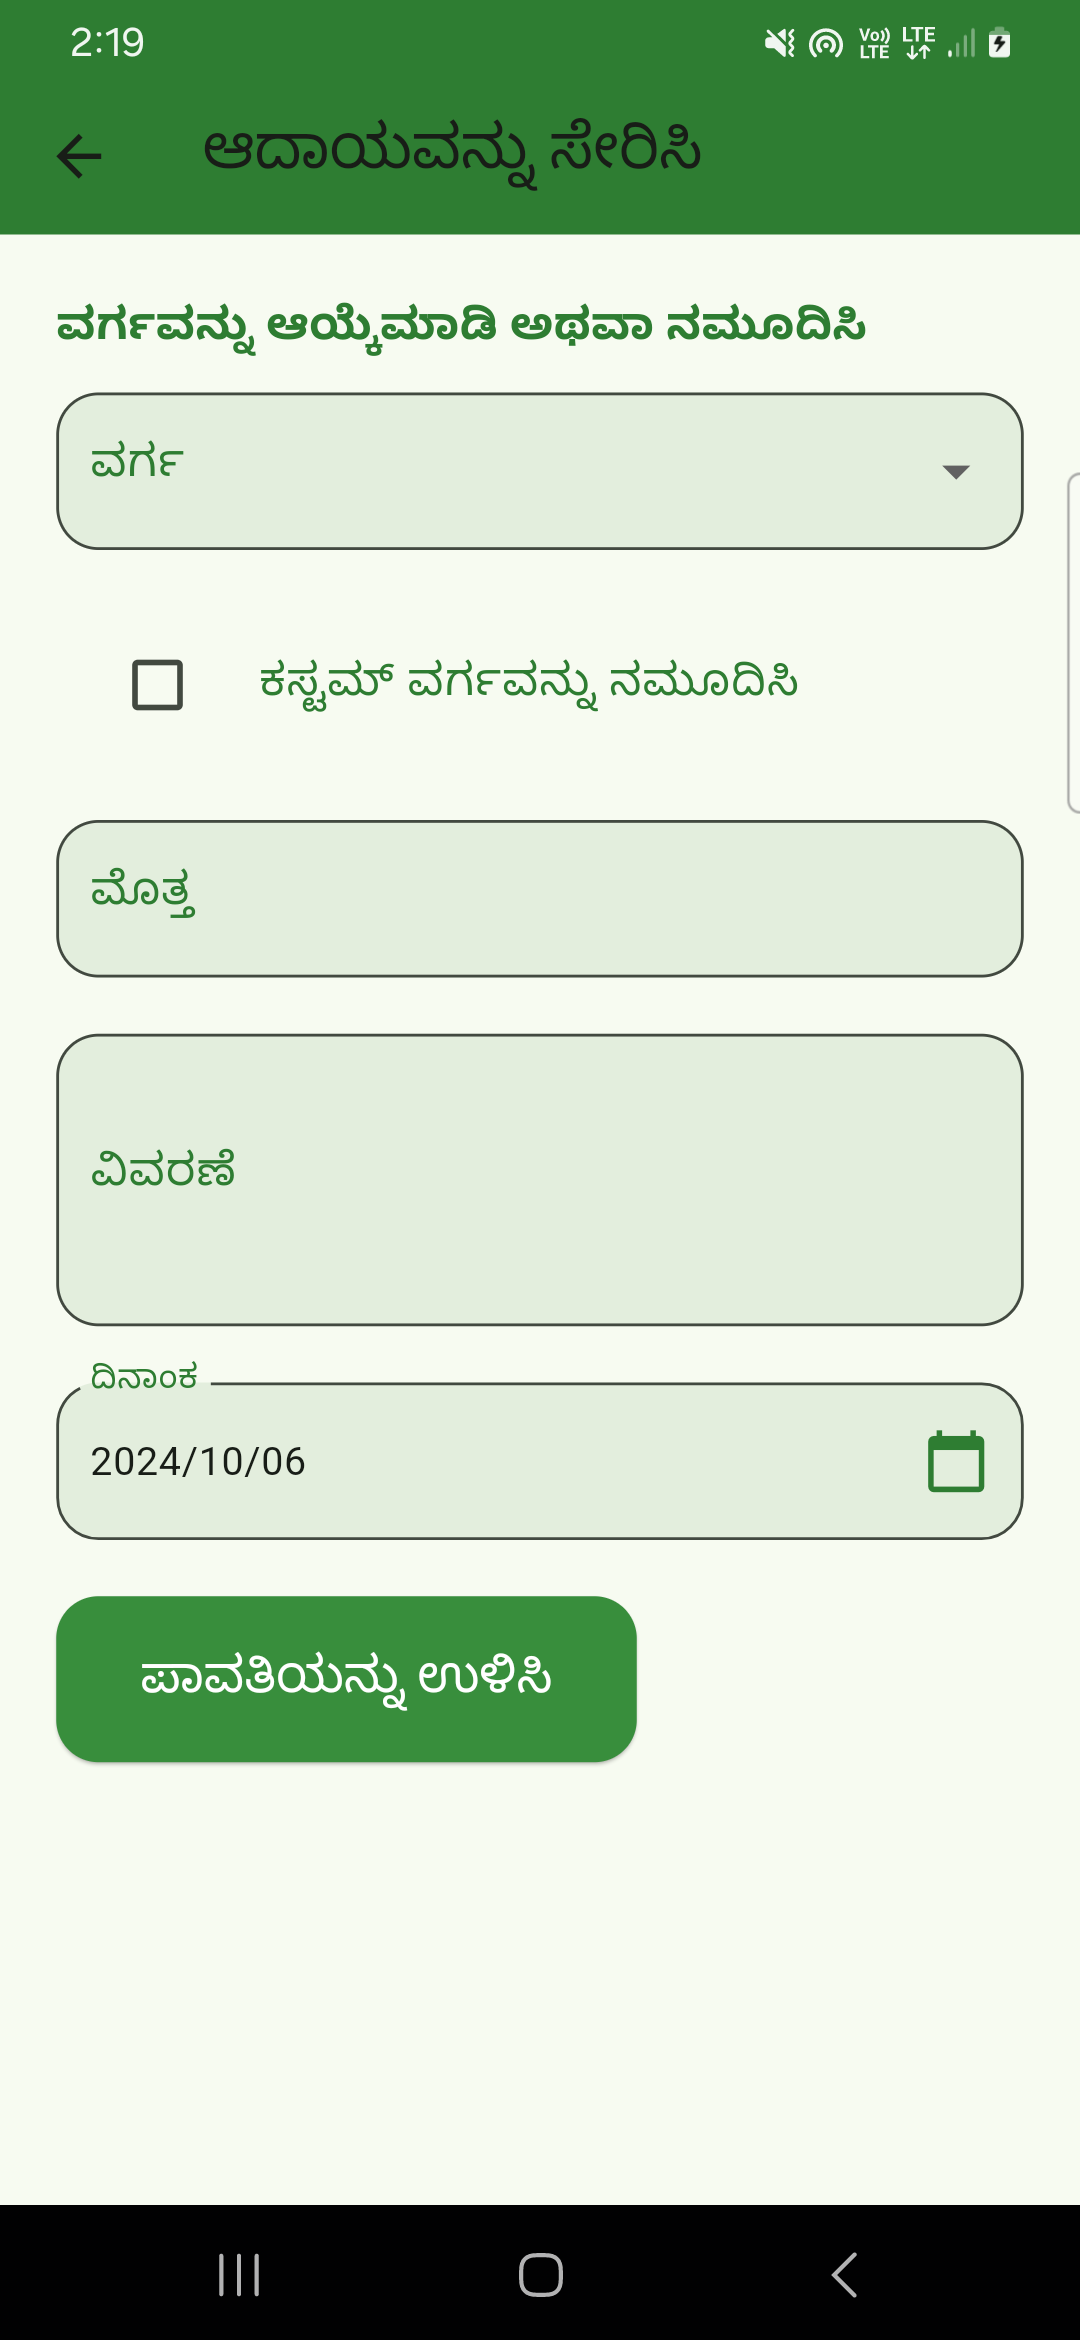 2:19
Vo)) LTE
LTE
ಆದಾಯವನ್ನು ಸೇರಿಸಿ
ವರ್ಗವನ್ನು ಆಯ್ಕೆಮಾಡಿ ಅಥವಾ ನಮೂದಿಸಿ
ವರ್ಗ
ಕಸ್ಟಮ್ ವರ್ಗವನ್ನು ನಮೂದಿಸಿ
ಮೊತ್ತ
ವಿವರಣೆ
ದಿನಾಂಕ
2024/10/06
ಪಾವತಿಯನ್ನು ಉಳಿಸಿ